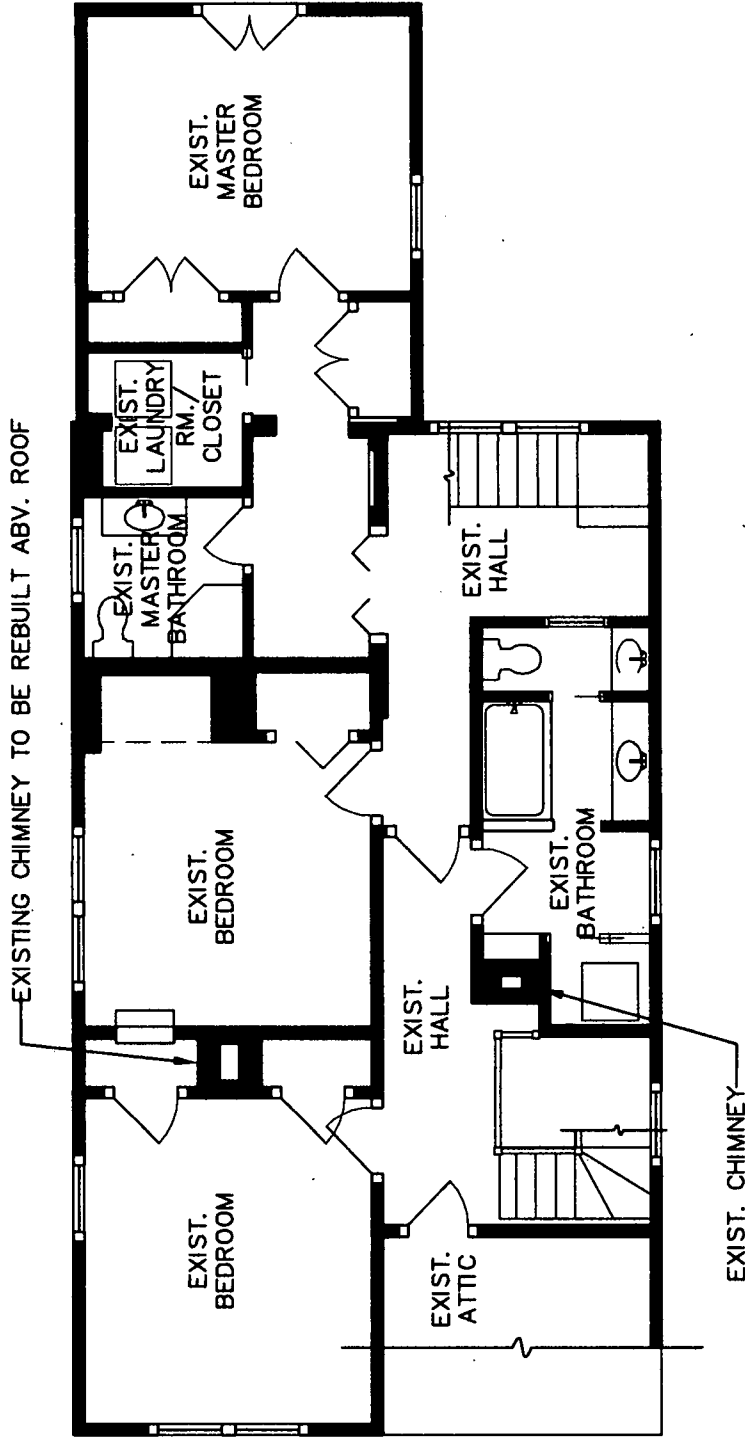 EXISTING CHIMNEY TO BE REBUILT ABV. ROOF
EXIST.
BEDROOM
EXIST.
BEDROOM
EXIST.
MASTER
BATHROOM
EXIST.
LAUNDRY
RM.
CLOSET
EXIST.
MASTER
BEDROOM
EXIST.
ATTIC
EXIST.
HALL
EXIST.
BATHROOM
EXIST.
HALL
EXIST. CHIMNEY